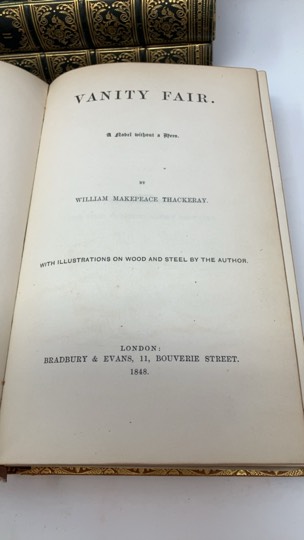 VANITY FAIR.
A Novel without a Hero.
BY
WILLIAM MAKEPEACE THACKERAY.
WITH ILLUSTRATIONS ON WOOD AND STEEL BY THE AUTHOR.
LONDON:
BRADBURY & EVANS, 11, BOUVERIE STREET.
1848.